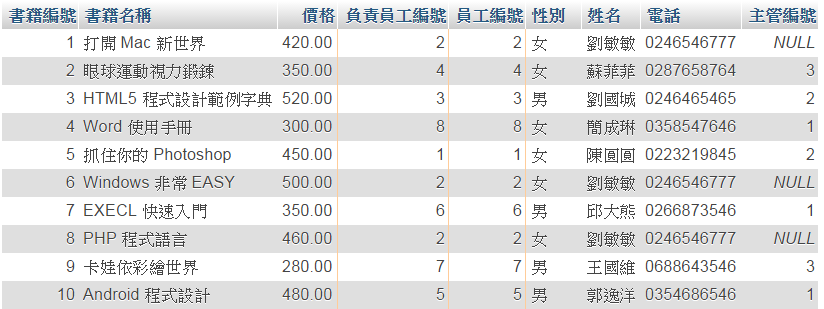 書籍編號 書籍名稱 價格 負責員工編號 員工編號 性別 姓名 電話 主管編號
1 打開 Mac 新世界 420.00 2 2 女 劉敏敏 0246546777 NULL
2 眼球運動視力鍛鍊 350.00 4 4 女 蘇菲菲 0287658764 3
3 HTML5 程式設計範例字典 520.00 3 3 男 劉國城 0246465465 2
4 Word 使用手冊 300.00 8 8 女 簡成琳 0358547646 1
5 抓住你的 Photoshop 450.00 1 1 女 陳圓圓 0223219845 2
6 Windows 非常 EASY 500.00 2 2 女 劉敏敏 0246546777 NULL
7 EXECL 快速入門 350.00 6 6 男 邱大熊 0266873546 1
8 PHP 程式語言 460.00 2 2 女 劉敏敏 0246546777 NULL
9 卡娃依彩繪世界 280.00 7 7 男 王國維 0688643546 3
10 Android 程式設計 480.00 5 5 男 郭逸洋 0354686546 1